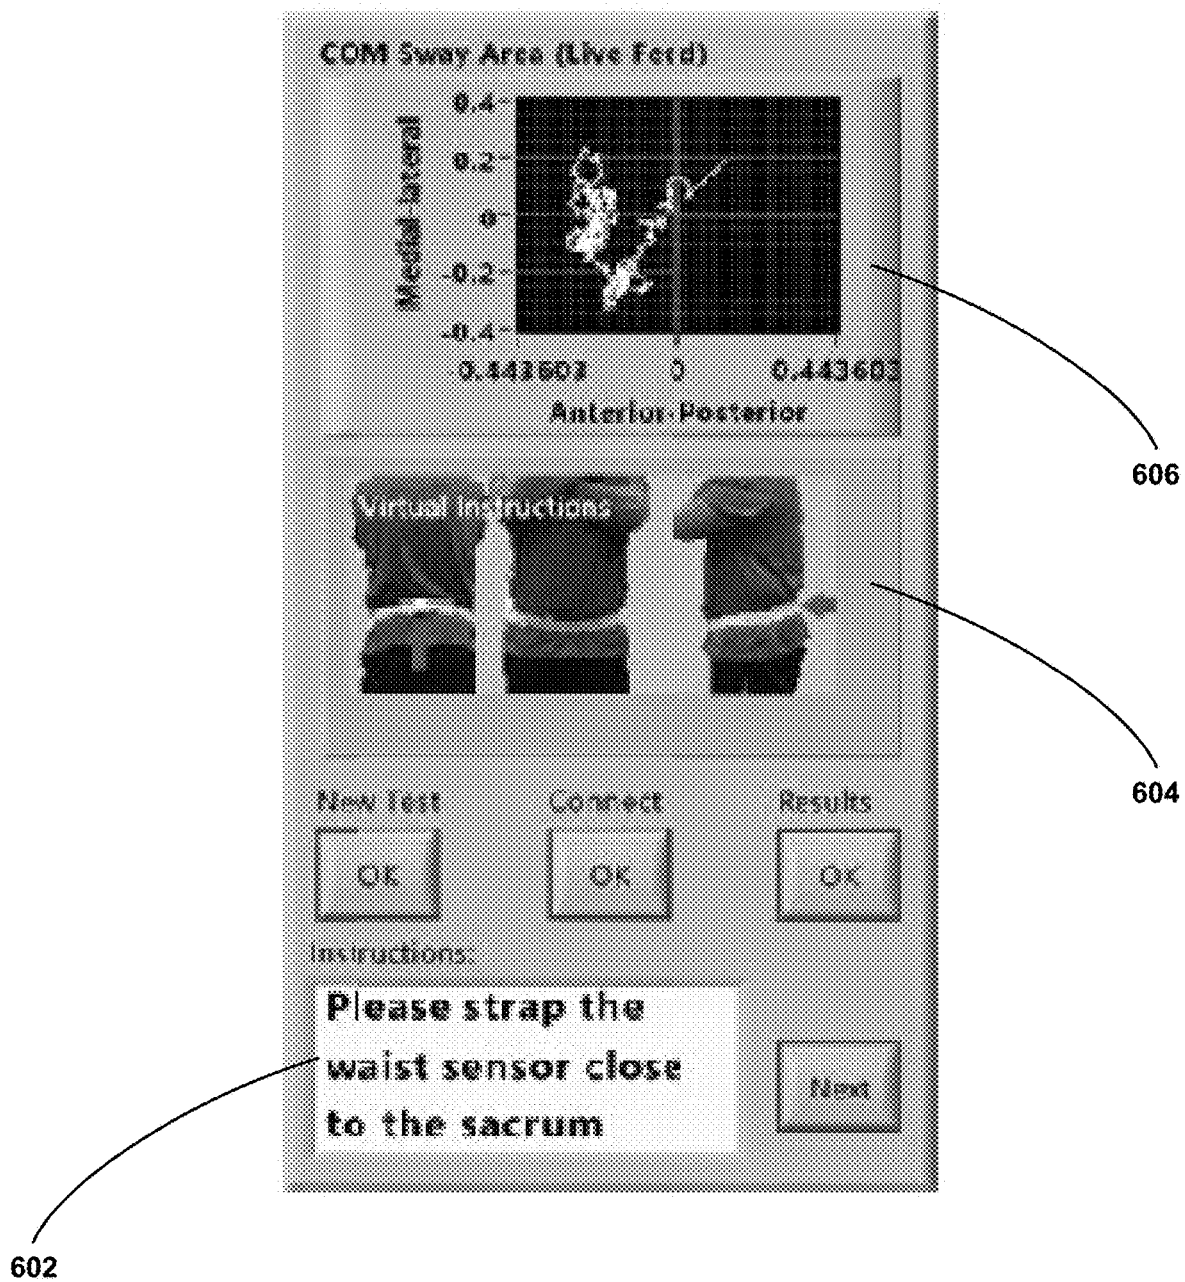 COM Sway Area (Live Feed)
Medial-lateral
0.4
0.2
0
-0.2
-0.4
-0.443603 0 0.443603
Anterior-Posterior
606
Virtual Instructions
604
New Test Connect Results
OK OK OK
Instructions:
Please strap the
waist sensor close
to the sacrum
Next
602